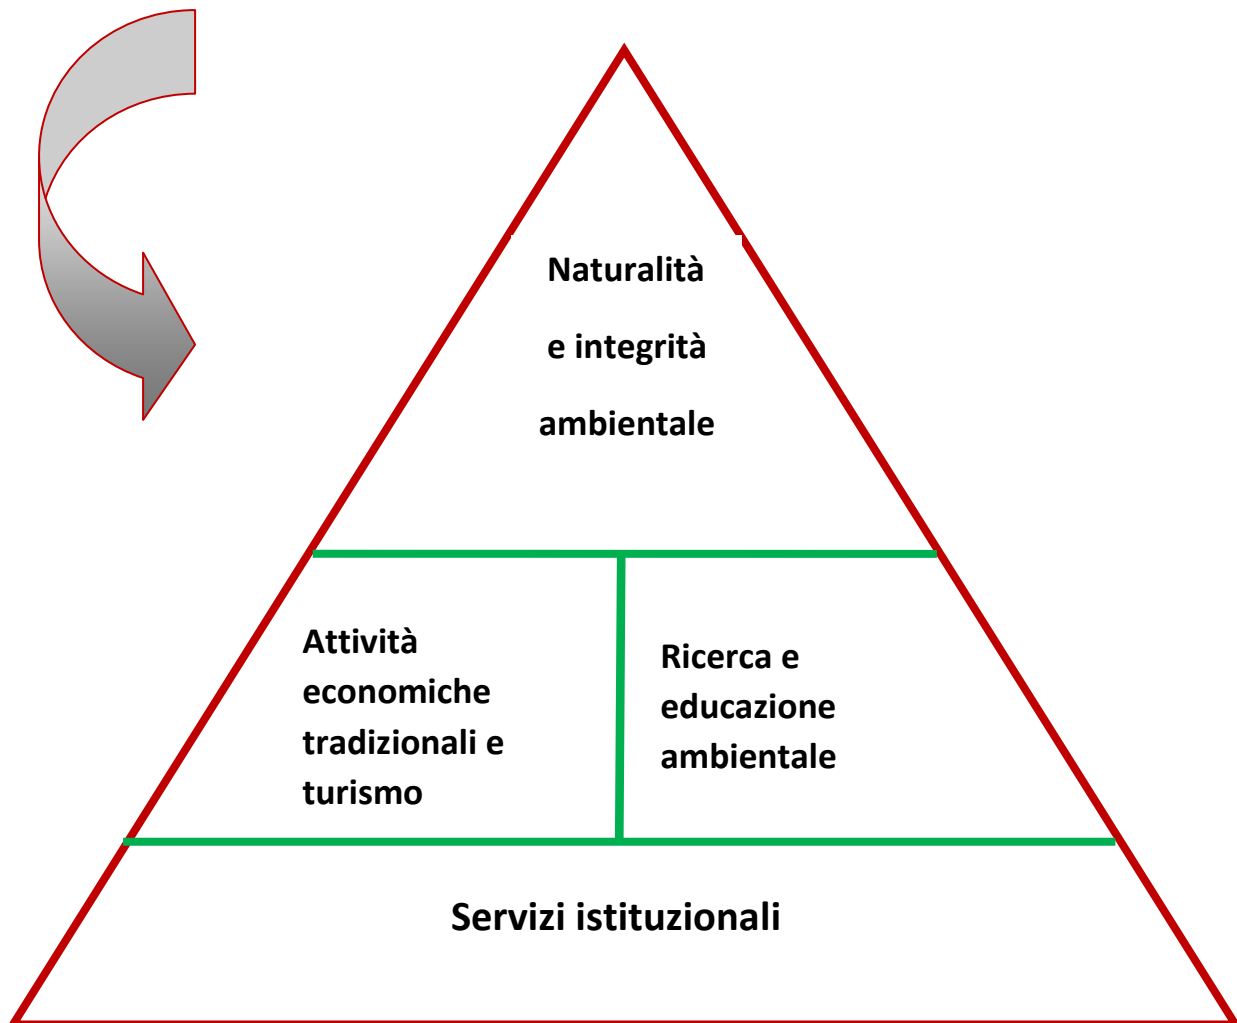 Naturalità
e integrità
ambientale
Attività
economiche
tradizionali e
turismo
Ricerca e
educazione
ambientale
Servizi istituzionali